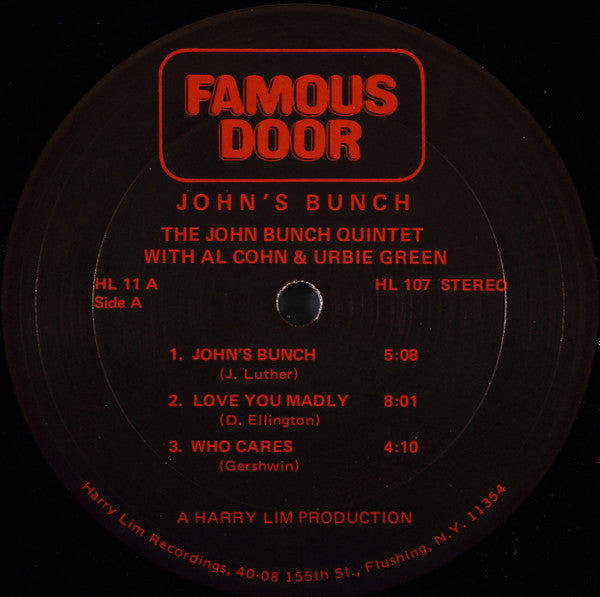 FAMOUS
DOOR
JOHN'S BUNCH
THE JOHN BUNCH QUINTET
WITH AL COHN & URBIE GREEN
HL 11 A
HL 107 STEREO
Side A
1. JOHN'S BUNCH 5:08
(J. Luther)
2. LOVE YOU MADLY 8:01
(D. Ellington)
3. WHO CARES 4:10
(Gershwin)
A HARRY LIM PRODUCTION
Harry Lim Recordings, 40-08 155th St., Flushing, N.Y. 11354